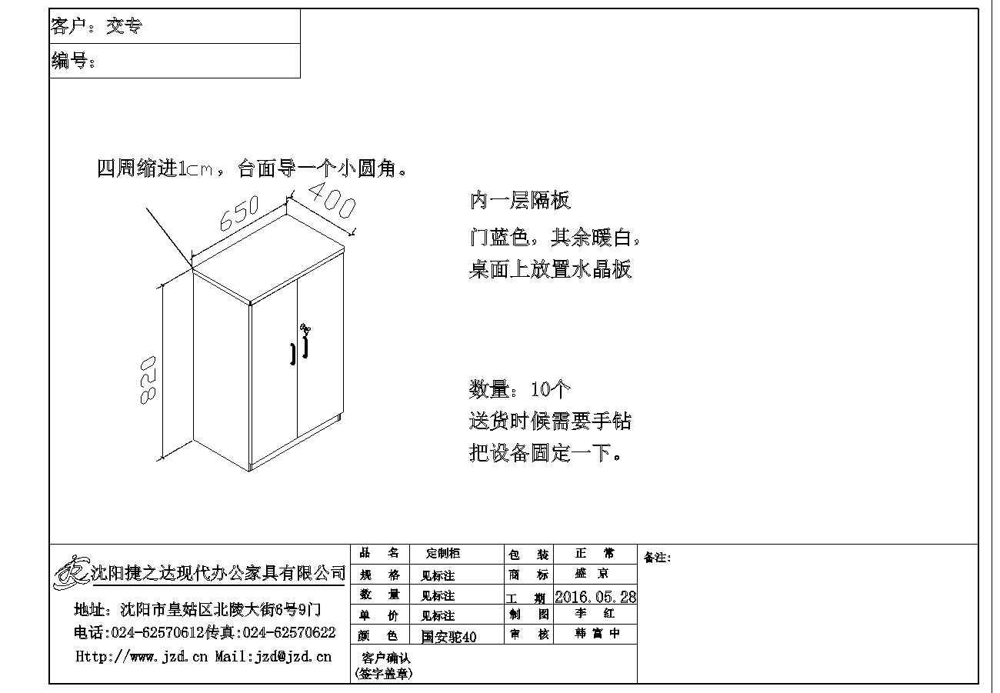 客户：交专
编号：
四周缩进1cm，台面导一个小圆角。
650
400
820
内一层隔板
门蓝色，其余暖白，
桌面上放置水晶板
数量：10个
送货时候需要手钻
把设备固定一下。
沈阳捷之达现代办公家具有限公司
地址：沈阳市皇姑区北陵大街6号9门
电话:024-62570612传真:024-62570622
Http://www.jzd.cn Mail:jzd@jzd.cn
品 名 定制柜 包 装 正 常
规 格 见标注 商 标 盛 京
数 量 见标注 工 期 2016.05.28
单 价 见标注 制 图 李 红
颜 色 国安驼40 审 核 韩富中
客户确认
(签字盖章)
备注: